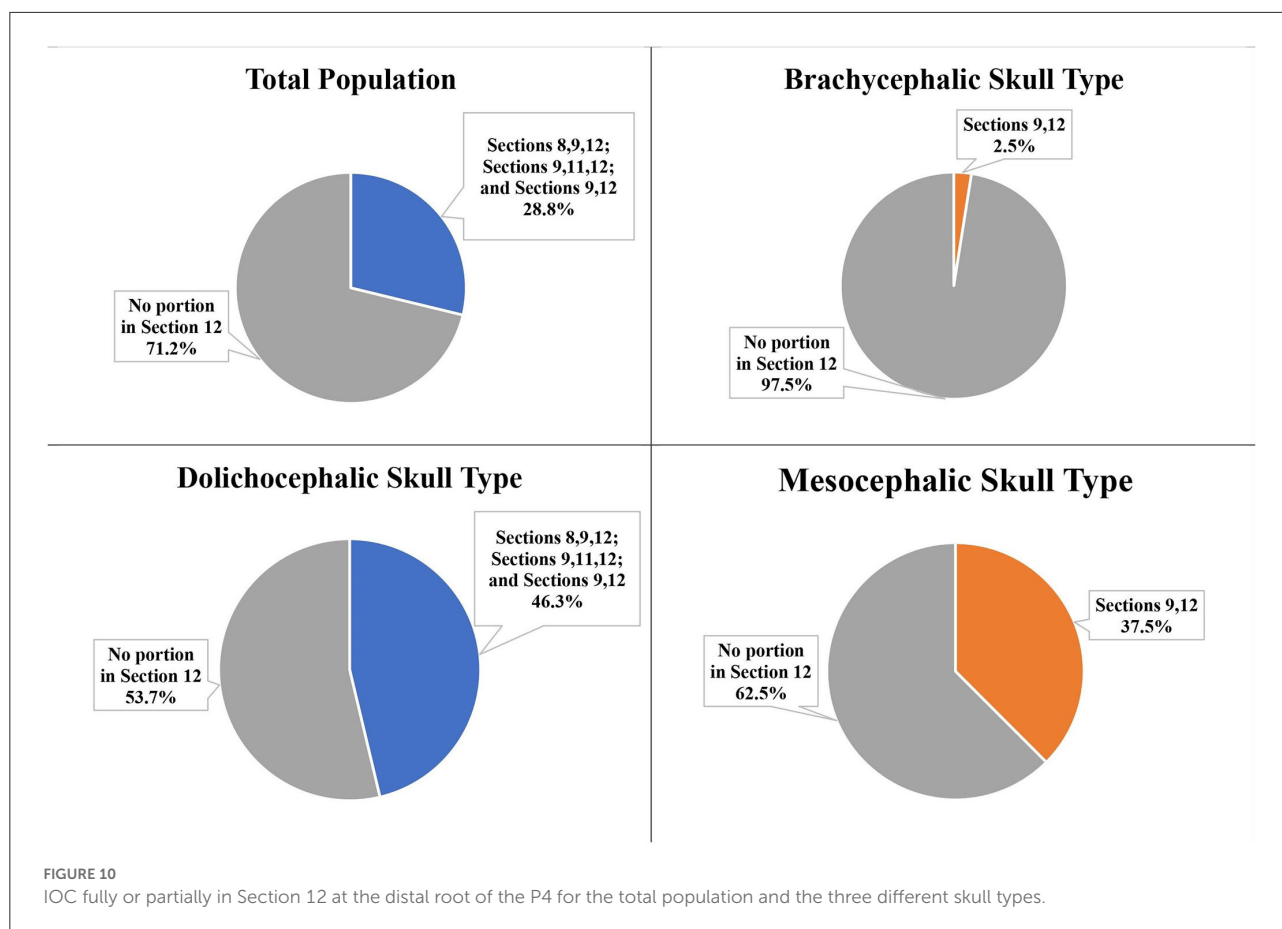 Total Population
Sections 8,9,12;
Sections 9,11,12;
and Sections 9,12
28.8%
No portion
in Section 12
71.2%
Brachycephalic Skull Type
Sections 9,12
2.5%
No portion
in Section 12
97.5%
Dolichocephalic Skull Type
Sections 8,9,12;
Sections 9,11,12;
and Sections 9,12
46.3%
No portion
in Section 12
53.7%
Mesocephalic Skull Type
Sections 9,12
37.5%
No portion
in Section 12
62.5%
FIGURE 10
IOC fully or partially in Section 12 at the distal root of the P4 for the total population and the three different skull types.